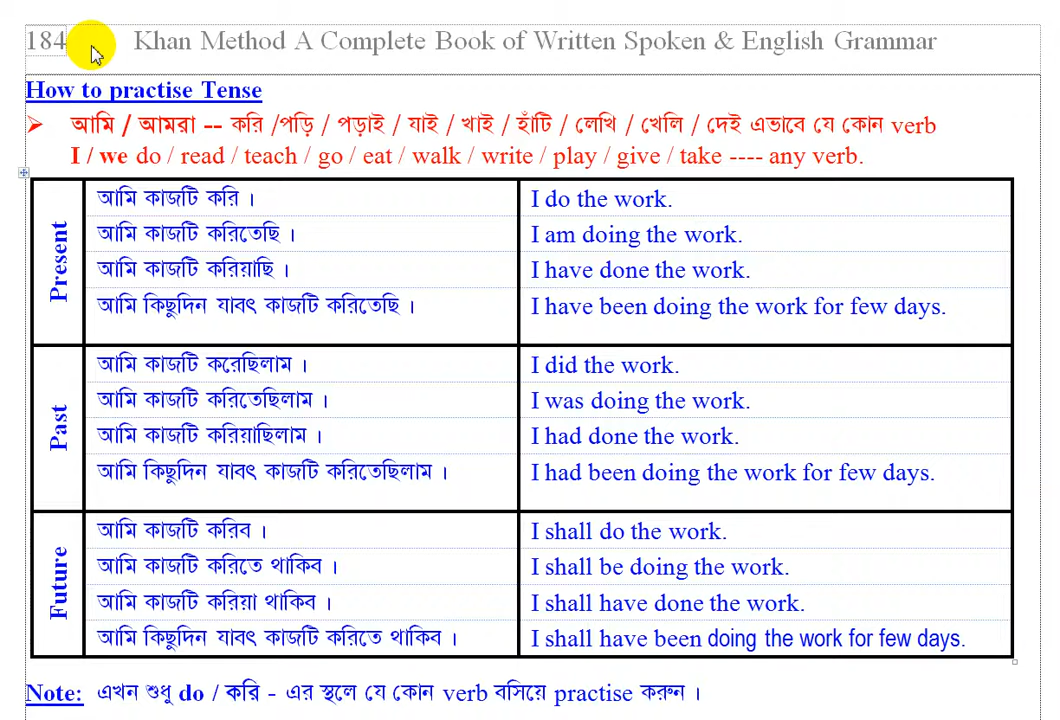 184 Khan Method A Complete Book of Written Spoken & English Grammar
How to practise Tense
➢ আমি / আমরা -- করি /পড়ি / পড়াই / যাই / খাই / হাঁটি / লেখি / খেলি / দেই এভাবে যে কোন verb
I / we do / read / teach / go / eat / walk / write / play / give / take ---- any verb.
Present
আমি কাজটি করি । I do the work.
আমি কাজটি করিতেছি । I am doing the work.
আমি কাজটি করিয়াছি । I have done the work.
আমি কিছুদিন যাবৎ কাজটি করিতেছি । I have been doing the work for few days.
Past
আমি কাজটি করেছিলাম । I did the work.
আমি কাজটি করিতেছিলাম । I was doing the work.
আমি কাজটি করিয়াছিলাম । I had done the work.
আমি কিছুদিন যাবৎ কাজটি করিতেছিলাম । I had been doing the work for few days.
Future
আমি কাজটি করিব । I shall do the work.
আমি কাজটি করিতে থাকিব । I shall be doing the work.
আমি কাজটি করিয়া থাকিব । I shall have done the work.
আমি কিছুদিন যাবৎ কাজটি করিতে থাকিব । I shall have been doing the work for few days.
Note: এখন শুধু do / করি - এর স্থলে যে কোন verb বসিয়ে practise করুন ।